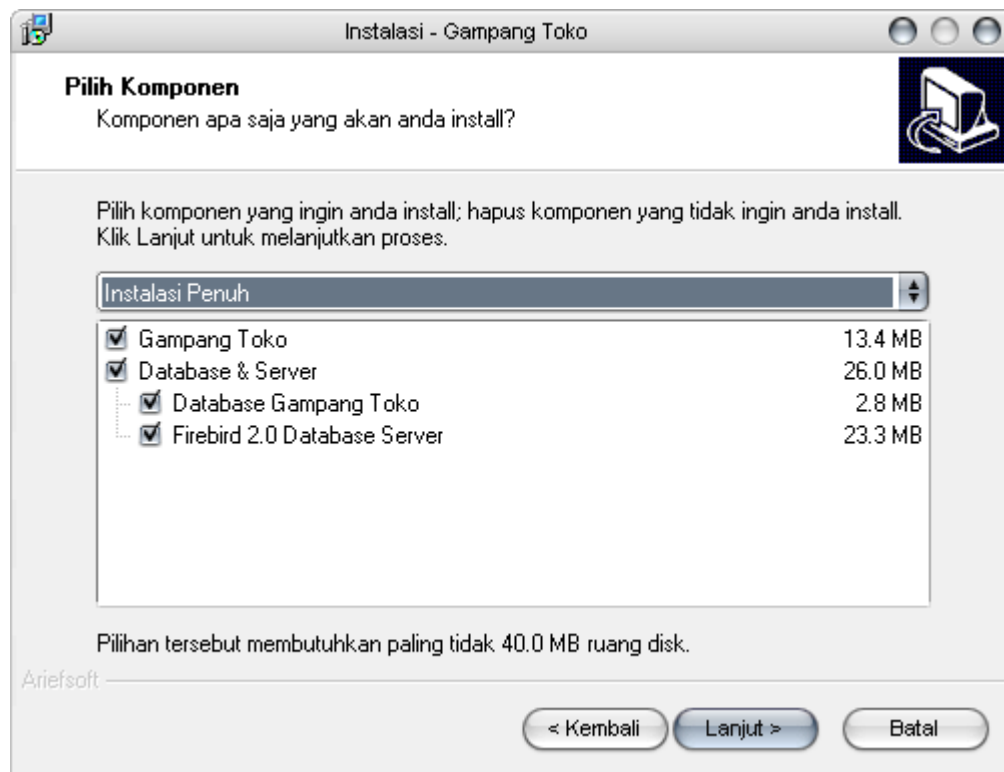 Instalasi - Gampang Toko
Pilih Komponen
Komponen apa saja yang akan anda install?
Pilih komponen yang ingin anda install; hapus komponen yang tidak ingin anda install.
Klik Lanjut untuk melanjutkan proses.
Instalasi Penuh
Gampang Toko 13.4 MB
Database & Server 26.0 MB
Database Gampang Toko 2.8 MB
Firebird 2.0 Database Server 23.3 MB
Pilihan tersebut membutuhkan paling tidak 40.0 MB ruang disk.
Ariefsoft
< Kembali Lanjut > Batal